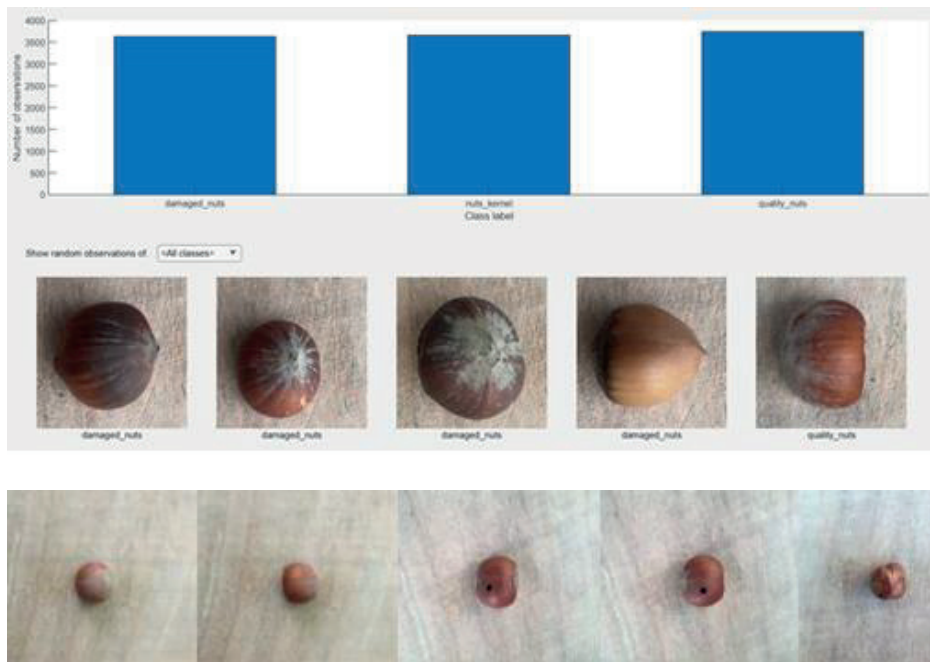 4000
3500
3000
2500
2000
1500
1000
500
0
Number of observations
damaged_nuts nuts_kernel quality_nuts
Class label
Show random observations of <All classes>
damaged_nuts damaged_nuts damaged_nuts damaged_nuts quality_nuts